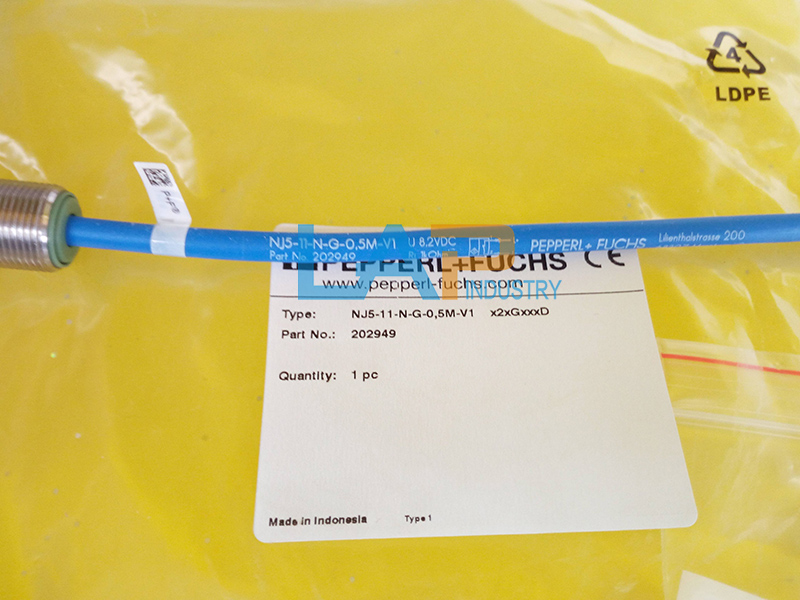 4
LDPE
P+F®
NJ5-11-N-G-0,5M-V1 U 8,2VDC PEPPERL+ FUCHS Lilienthalstrasse 200
Part No. 202949
LAP
INDUSTRY
PEPPERL+FUCHS CE
www.pepperl-fuchs.com
Type: NJ5-11-N-G-0,5M-V1 x2xGxxxD
Part No.: 202949
Quantity: 1 pc
Made in Indonesia Type 1